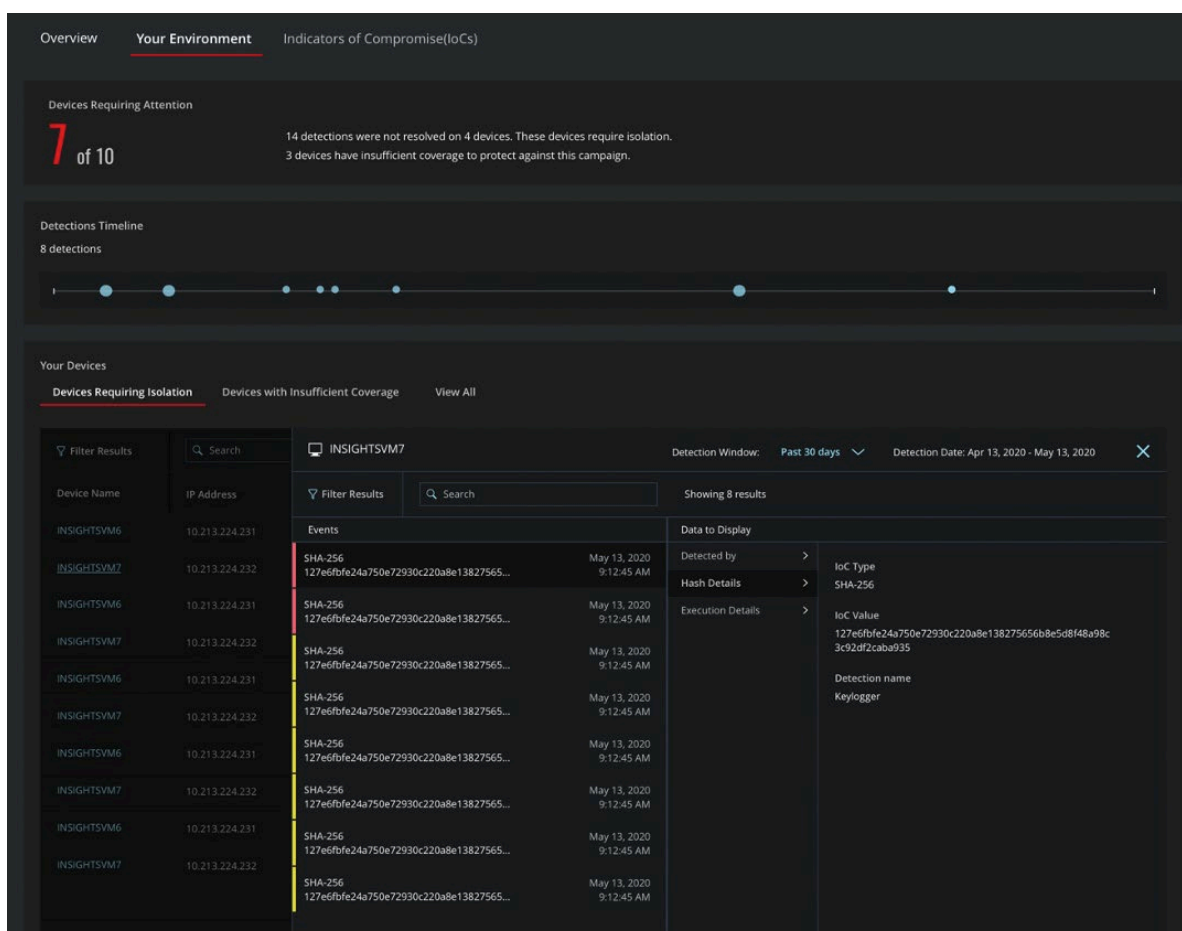 Overview Your Environment Indicators of Compromise(IoCs)
Devices Requiring Attention
7 of 10
14 detections were not resolved on 4 devices. These devices require isolation.
3 devices have insufficient coverage to protect against this campaign.
Detections Timeline
8 detections
Your Devices
Devices Requiring Isolation Devices with Insufficient Coverage View All
Filter Results Search
Device Name IP Address
INSIGHTSVM6 10.213.224.231
INSIGHTSVM7 10.213.224.232
INSIGHTSVM6 10.213.224.231
INSIGHTSVM7 10.213.224.232
INSIGHTSVM6 10.213.224.231
INSIGHTSVM7 10.213.224.232
INSIGHTSVM6 10.213.224.231
INSIGHTSVM7 10.213.224.232
INSIGHTSVM6 10.213.224.231
INSIGHTSVM7 10.213.224.232
INSIGHTSVM7 Detection Window: Past 30 days Detection Date: Apr 13, 2020 - May 13, 2020
Filter Results Search Showing 8 results
Events
SHA-256 May 13, 2020
127e6fbfe24a750e72930c220a8e13827565... 9:12:45 AM
SHA-256 May 13, 2020
127e6fbfe24a750e72930c220a8e13827565... 9:12:45 AM
SHA-256 May 13, 2020
127e6fbfe24a750e72930c220a8e13827565... 9:12:45 AM
SHA-256 May 13, 2020
127e6fbfe24a750e72930c220a8e13827565... 9:12:45 AM
SHA-256 May 13, 2020
127e6fbfe24a750e72930c220a8e13827565... 9:12:45 AM
SHA-256 May 13, 2020
127e6fbfe24a750e72930c220a8e13827565... 9:12:45 AM
SHA-256 May 13, 2020
127e6fbfe24a750e72930c220a8e13827565... 9:12:45 AM
SHA-256 May 13, 2020
127e6fbfe24a750e72930c220a8e13827565... 9:12:45 AM
Data to Display
Detected by
Hash Details
Execution Details
IoC Type
SHA-256
IoC Value
127e6fbfe24a750e72930c220a8e138275656b8e5d8f48a98c
3c92df2caba935
Detection name
Keylogger